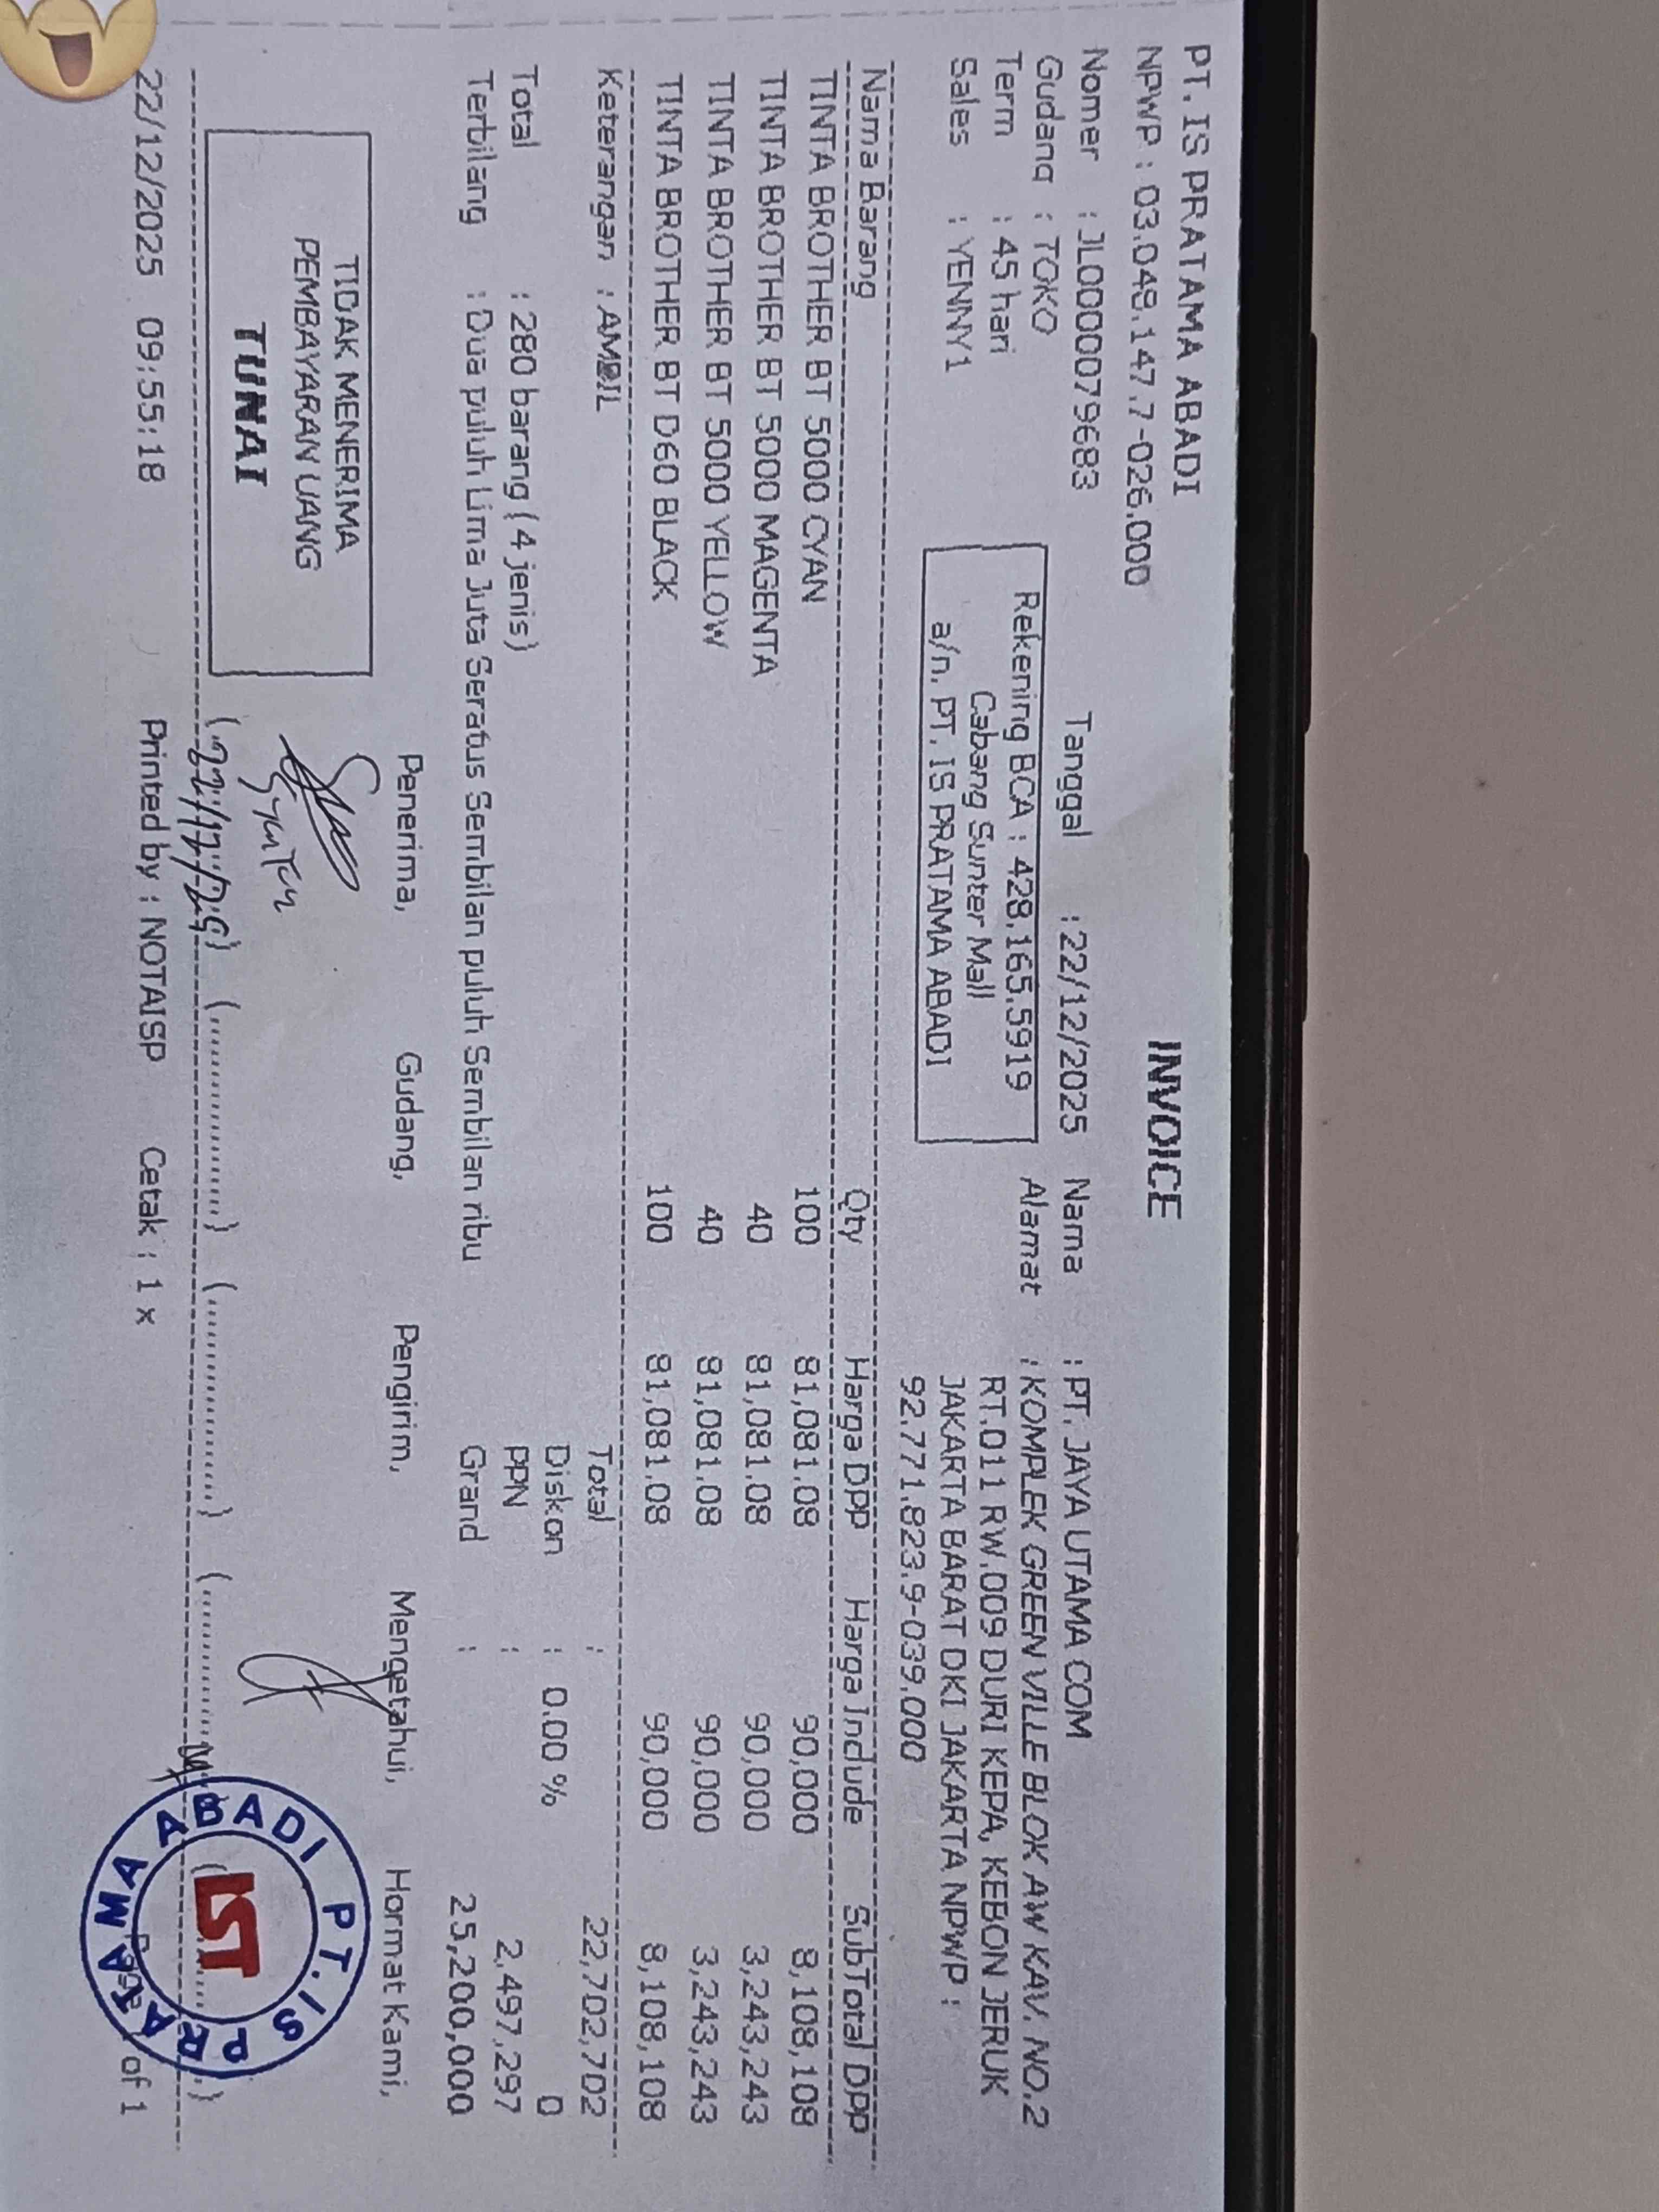 PT. IS PRATAMA ABADI
INVOICE
NPWP : 03.048.147.7-026.000
Nomer : JL0000079683
Tanggal : 22/12/2025
Nama : PT. JAYA UTAMA COM
Gudang : TOKO
Rekening BCA : 428.165.5919
Cabang Sunter Mall
a/n. PT. IS PRATAMA ABADI
Alamat : KOMPLEK GREEN VILLE BLOK AW KAV. NO.2
RT.011 RW.009 DURI KEPA, KEBON JERUK
JAKARTA BARAT DKI JAKARTA NPWP :
92.771.823.9-039.000
Term : 45 hari
Sales : YENNY1
Nama Barang Qty Harga DPP Harga Include SubTotal DPP
TINTA BROTHER BT 5000 CYAN 100 81,081.08 90,000 8,108,108
TINTA BROTHER BT 5000 MAGENTA 40 81,081.08 90,000 3,243,243
TINTA BROTHER BT 5000 YELLOW 40 81,081.08 90,000 3,243,243
TINTA BROTHER BT D60 BLACK 100 81,081.08 90,000 8,108,108
Keterangan : AMBIL
Total : 22,702,702
Diskon : 0.00 % 0
Total : 280 barang (4 jenis)
PPN : 2,497,297
Terbilang : Dua puluh Lima Juta Seratus Sembilan puluh Sembilan ribu
Grand : 25,200,000
Penerima, Gudang, Pengirim, Mengetahui, Hormat Kami,
TIDAK MENERIMA
PEMBAYARAN UANG
TUNAI
(22/12/25) (..............) (..............) (..............
PT. IS PRATAMA ABADI
IST
22/12/2025 09:55:18 Printed by : NOTAISP Cetak : 1 x of 1